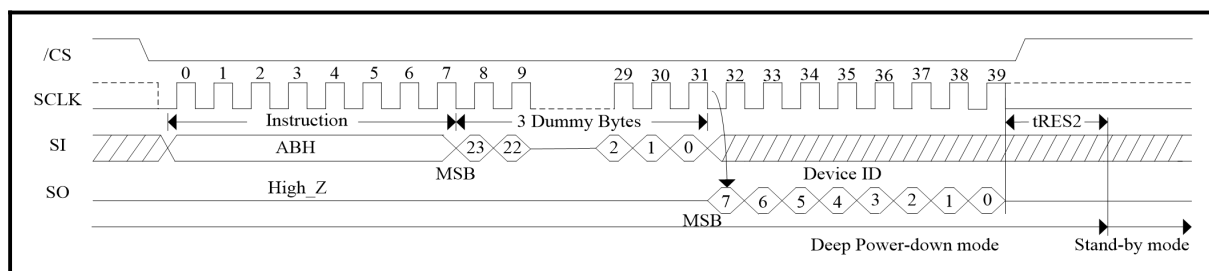 /CS
0 1 2 3 4 5 6 7 8 9 29 30 31 32 33 34 35 36 37 38 39
SCLK
Instruction 3 Dummy Bytes tRES2
SI ABH 23 22 2 1 0
MSB Device ID
SO High_Z 7 6 5 4 3 2 1 0
MSB
Deep Power-down mode Stand-by mode